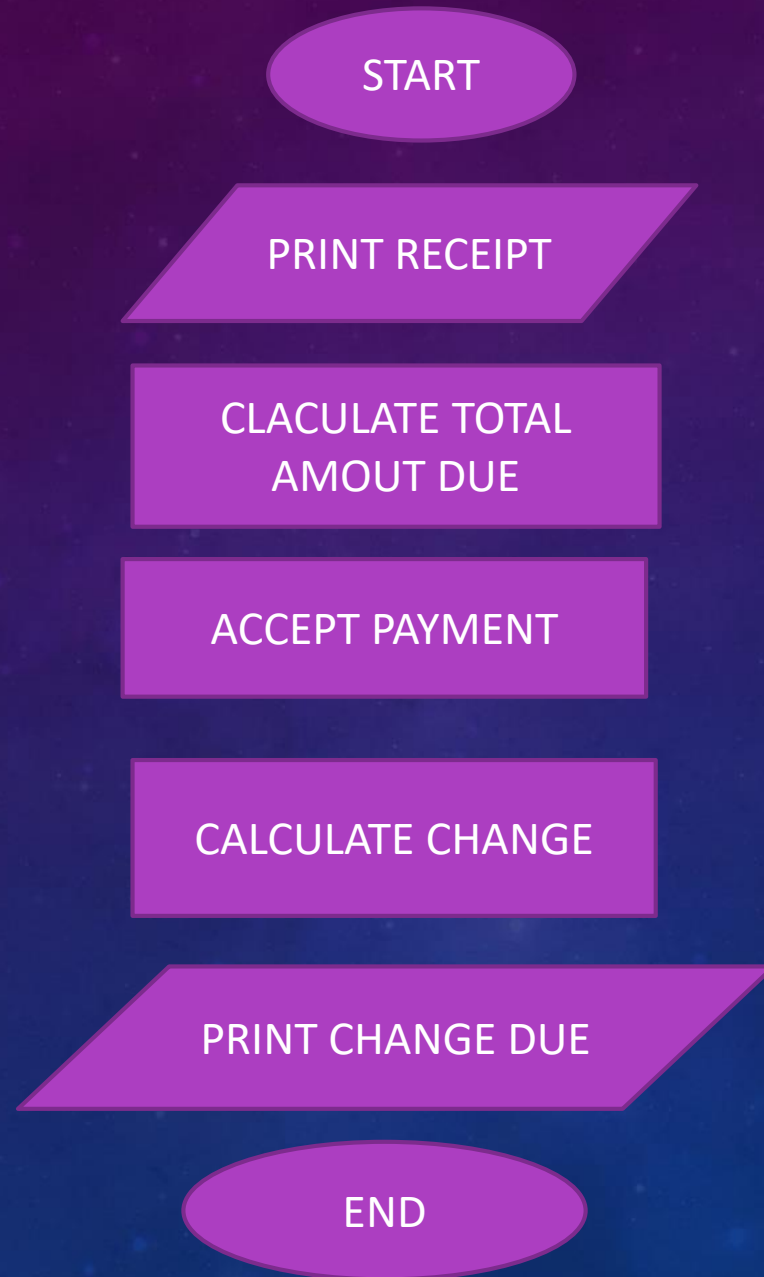 START
PRINT RECEIPT
CLACULATE TOTAL
AMOUT DUE
ACCEPT PAYMENT
CALCULATE CHANGE
PRINT CHANGE DUE
END